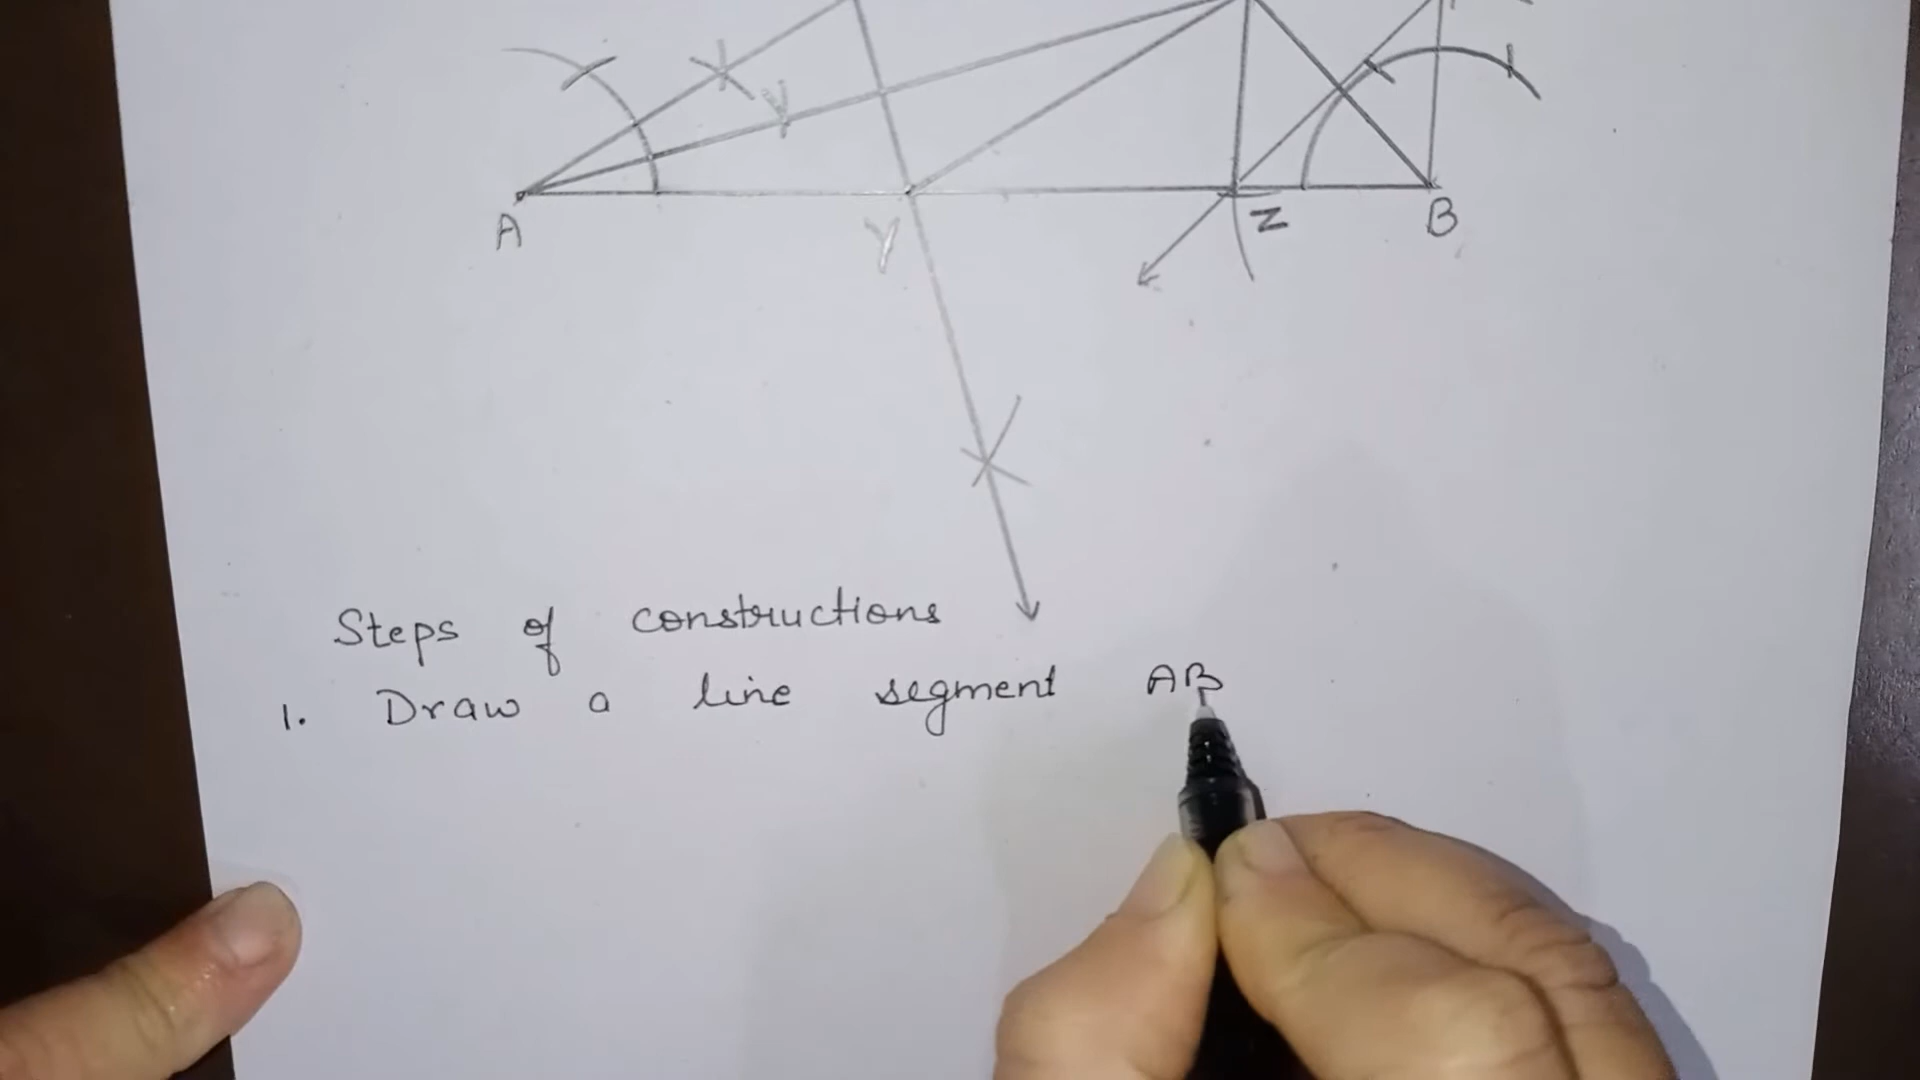 A Y Z B
Steps of constructions
1. Draw a line segment AB